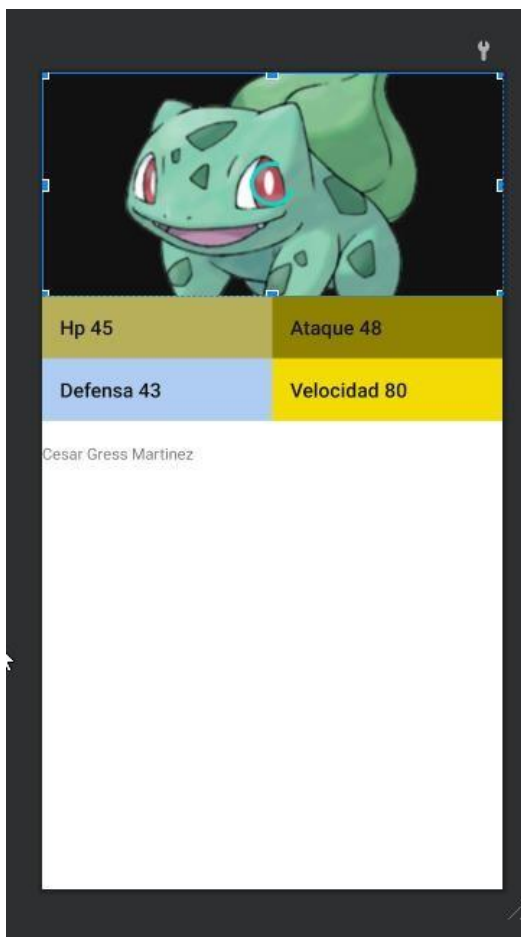 Hp 45
Ataque 48
Defensa 43
Velocidad 80
Cesar Gress Martinez